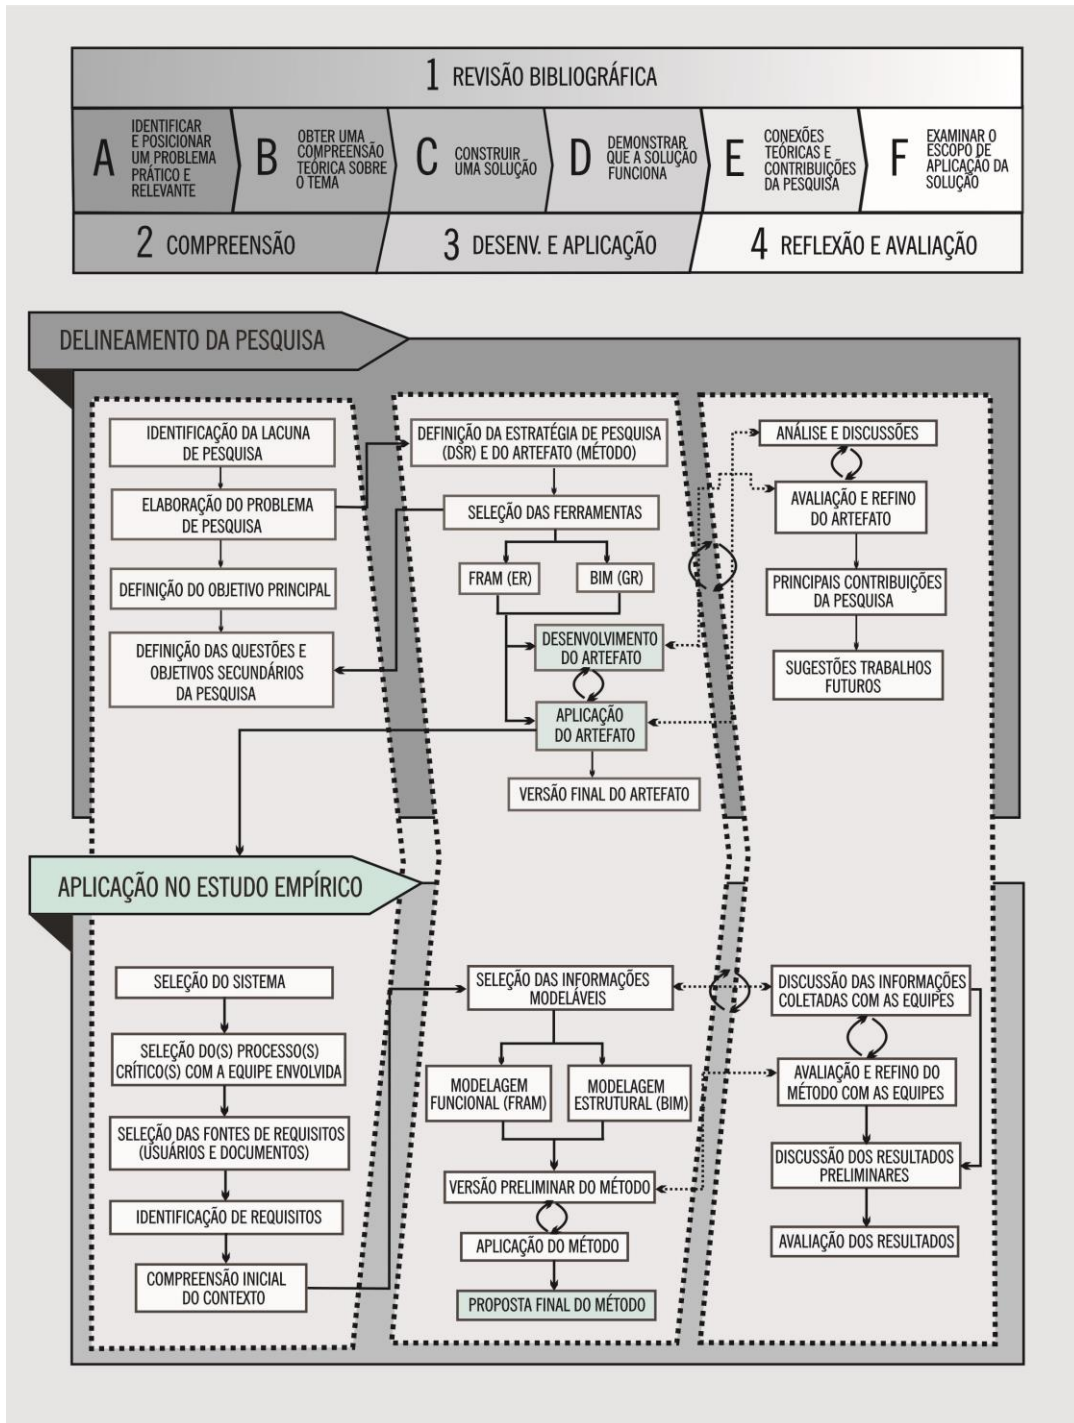 1 REVISÃO BIBLIOGRÁFICA
A
IDENTIFICAR
E POSICIONAR
UM PROBLEMA
PRÁTICO E
RELEVANTE
B
OBTER UMA
COMPREENSÃO
TEÓRICA SOBRE
O TEMA
C
CONSTRUIR
UMA SOLUÇÃO
D
DEMONSTRAR
QUE A SOLUÇÃO
FUNCIONA
E
CONEXÕES
TEÓRICAS E
CONTRIBUIÇÕES
DA PESQUISA
F
EXAMINAR O
ESCOPO DE
APLICAÇÃO DA
SOLUÇÃO
2 COMPREENSÃO
3 DESENV. E APLICAÇÃO
4 REFLEXÃO E AVALIAÇÃO
DELINEAMENTO DA PESQUISA
IDENTIFICAÇÃO DA LACUNA
DE PESQUISA
ELABORAÇÃO DO PROBLEMA
DE PESQUISA
DEFINIÇÃO DO OBJETIVO PRINCIPAL
DEFINIÇÃO DAS QUESTÕES E
OBJETIVOS SECUNDÁRIOS
DA PESQUISA
DEFINIÇÃO DA ESTRATÉGIA DE PESQUISA
(DSR) E DO ARTEFATO (MÉTODO)
SELEÇÃO DAS FERRAMENTAS
FRAM (ER)
BIM (GR)
DESENVOLVIMENTO
DO ARTEFATO
APLICAÇÃO
DO ARTEFATO
VERSÃO FINAL DO ARTEFATO
ANÁLISE E DISCUSSÕES
AVALIAÇÃO E REFINO
DO ARTEFATO
PRINCIPAIS CONTRIBUIÇÕES
DA PESQUISA
SUGESTÕES TRABALHOS
FUTUROS
APLICAÇÃO NO ESTUDO EMPÍRICO
SELEÇÃO DO SISTEMA
SELEÇÃO DO(S) PROCESSO(S)
CRÍTICO(S) COM A EQUIPE ENVOLVIDA
SELEÇÃO DAS FONTES DE REQUISITOS
(USUÁRIOS E DOCUMENTOS)
IDENTIFICAÇÃO DE REQUISITOS
COMPREENSÃO INICIAL
DO CONTEXTO
SELEÇÃO DAS INFORMAÇÕES
MODELÁVEIS
MODELAGEM
FUNCIONAL (FRAM)
MODELAGEM
ESTRUTURAL (BIM)
VERSÃO PRELIMINAR DO MÉTODO
APLICAÇÃO DO MÉTODO
PROPOSTA FINAL DO MÉTODO
DISCUSSÃO DAS INFORMAÇÕES
COLETADAS COM AS EQUIPES
AVALIAÇÃO E REFINO DO
MÉTODO COM AS EQUIPES
DISCUSSÃO DOS RESULTADOS
PRELIMINARES
AVALIAÇÃO DOS RESULTADOS